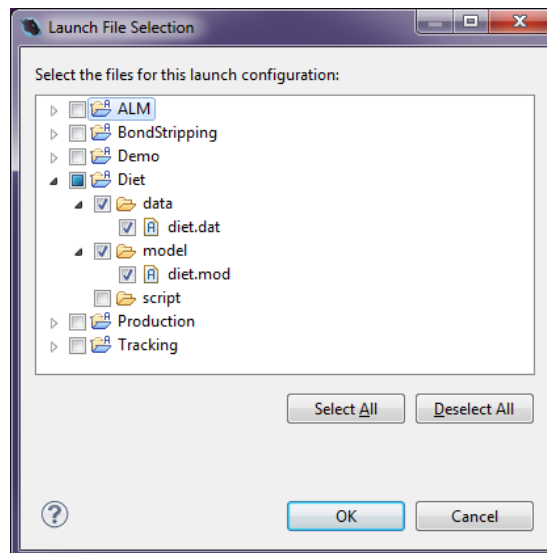 Launch File Selection
Select the files for this launch configuration:
ALM
BondStripping
Demo
Diet
data
diet.dat
model
diet.mod
script
Production
Tracking
Select All
Deselect All
OK
Cancel